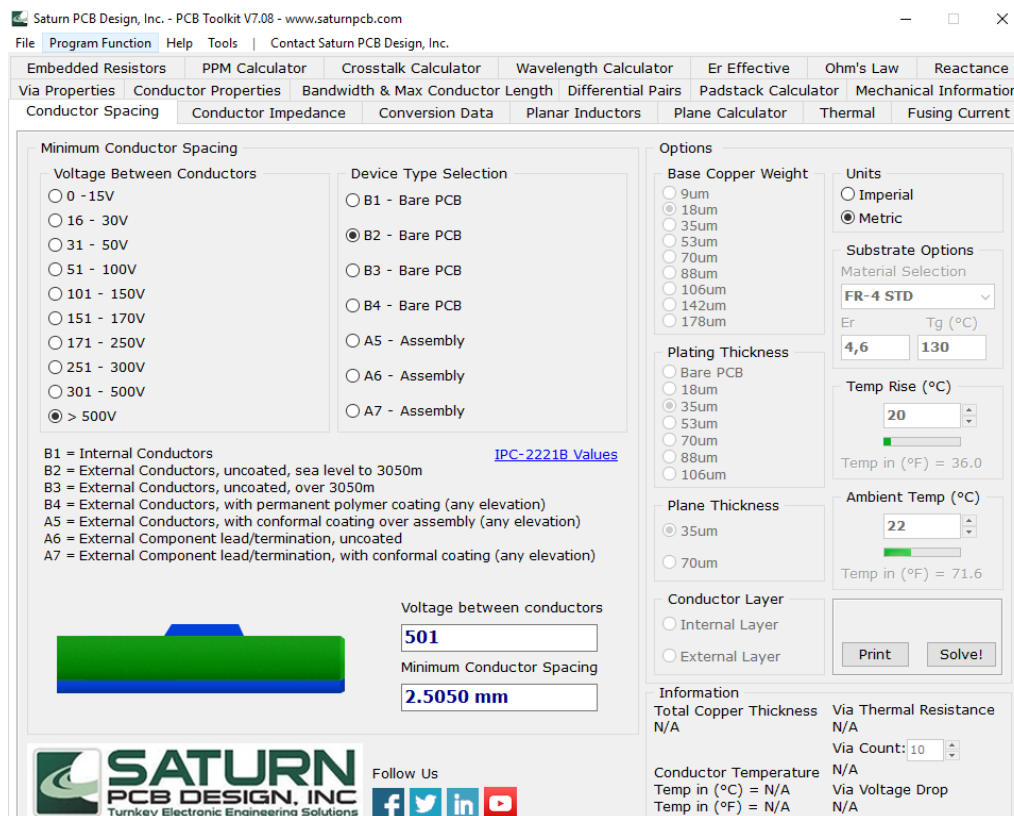 Saturn PCB Design, Inc. - PCB Toolkit V7.08 - www.saturnpcb.com
File Program Function Help Tools | Contact Saturn PCB Design, Inc.
Embedded Resistors PPM Calculator Crosstalk Calculator Wavelength Calculator Er Effective Ohm's Law Reactance
Via Properties Conductor Properties Bandwidth & Max Conductor Length Differential Pairs Padstack Calculator Mechanical Information
Conductor Spacing Conductor Impedance Conversion Data Planar Inductors Plane Calculator Thermal Fusing Current
Minimum Conductor Spacing
Voltage Between Conductors
0 -15V
16 - 30V
31 - 50V
51 - 100V
101 - 150V
151 - 170V
171 - 250V
251 - 300V
301 - 500V
> 500V
Device Type Selection
B1 - Bare PCB
B2 - Bare PCB
B3 - Bare PCB
B4 - Bare PCB
A5 - Assembly
A6 - Assembly
A7 - Assembly
B1 = Internal Conductors
IPC-2221B Values
B2 = External Conductors, uncoated, sea level to 3050m
B3 = External Conductors, uncoated, over 3050m
B4 = External Conductors, with permanent polymer coating (any elevation)
A5 = External Conductors, with conformal coating over assembly (any elevation)
A6 = External Component lead/termination, uncoated
A7 = External Component lead/termination, with conformal coating (any elevation)
Voltage between conductors
501
Minimum Conductor Spacing
2.5050 mm
SATURN
PCB DESIGN, INC
Turnkey Electronic Engineering Solutions
Follow Us
Options
Base Copper Weight
9um
18um
35um
53um
70um
88um
106um
142um
178um
Plating Thickness
Bare PCB
18um
35um
53um
70um
88um
106um
Plane Thickness
35um
70um
Conductor Layer
Internal Layer
External Layer
Units
Imperial
Metric
Substrate Options
Material Selection
FR-4 STD
Er Tg (°C)
4,6 130
Temp Rise (°C)
20
Temp in (°F) = 36.0
Ambient Temp (°C)
22
Temp in (°F) = 71.6
Print Solve!
Information
Total Copper Thickness
N/A
Conductor Temperature
Temp in (°C) = N/A
Temp in (°F) = N/A
Via Thermal Resistance
N/A
Via Count: 10
N/A
Via Voltage Drop
N/A